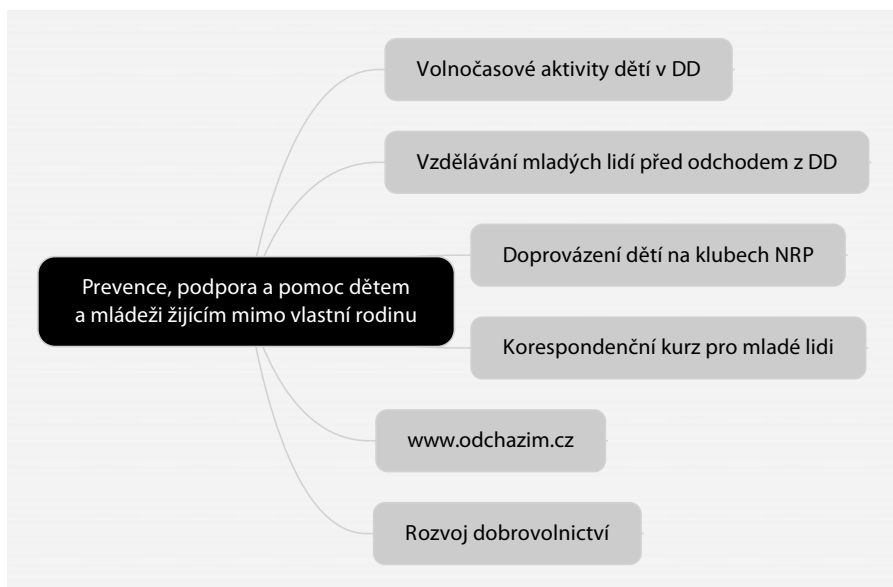 Volnočasové aktivity dětí v DD
Vzdělávání mladých lidí před odchodem z DD
Doprovázení dětí na klubech NRP
Prevence, podpora a pomoc dětem
a mládeži žijícím mimo vlastní rodinu
Korespondenční kurz pro mladé lidi
www.odchazim.cz
Rozvoj dobrovolnictví